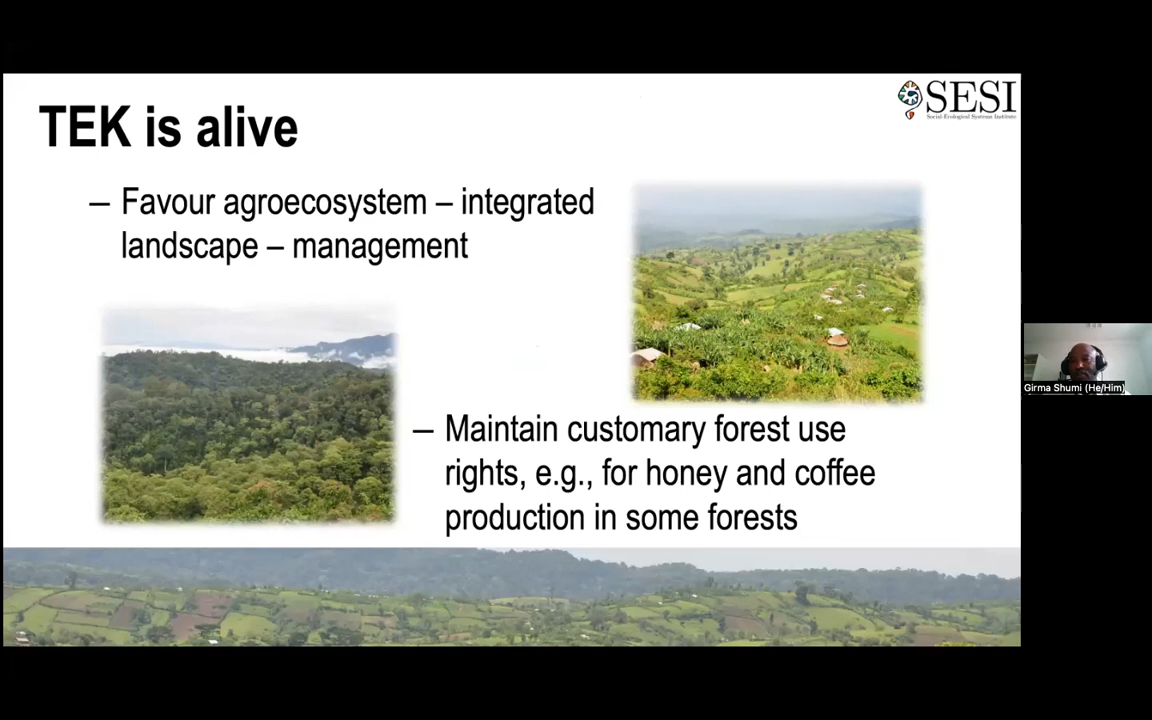 TEK is alive
SESI
Social-Ecological Systems Institute
– Favour agroecosystem – integrated
landscape – management
– Maintain customary forest use
rights, e.g., for honey and coffee
production in some forests
Girma Shumi (He/Him)